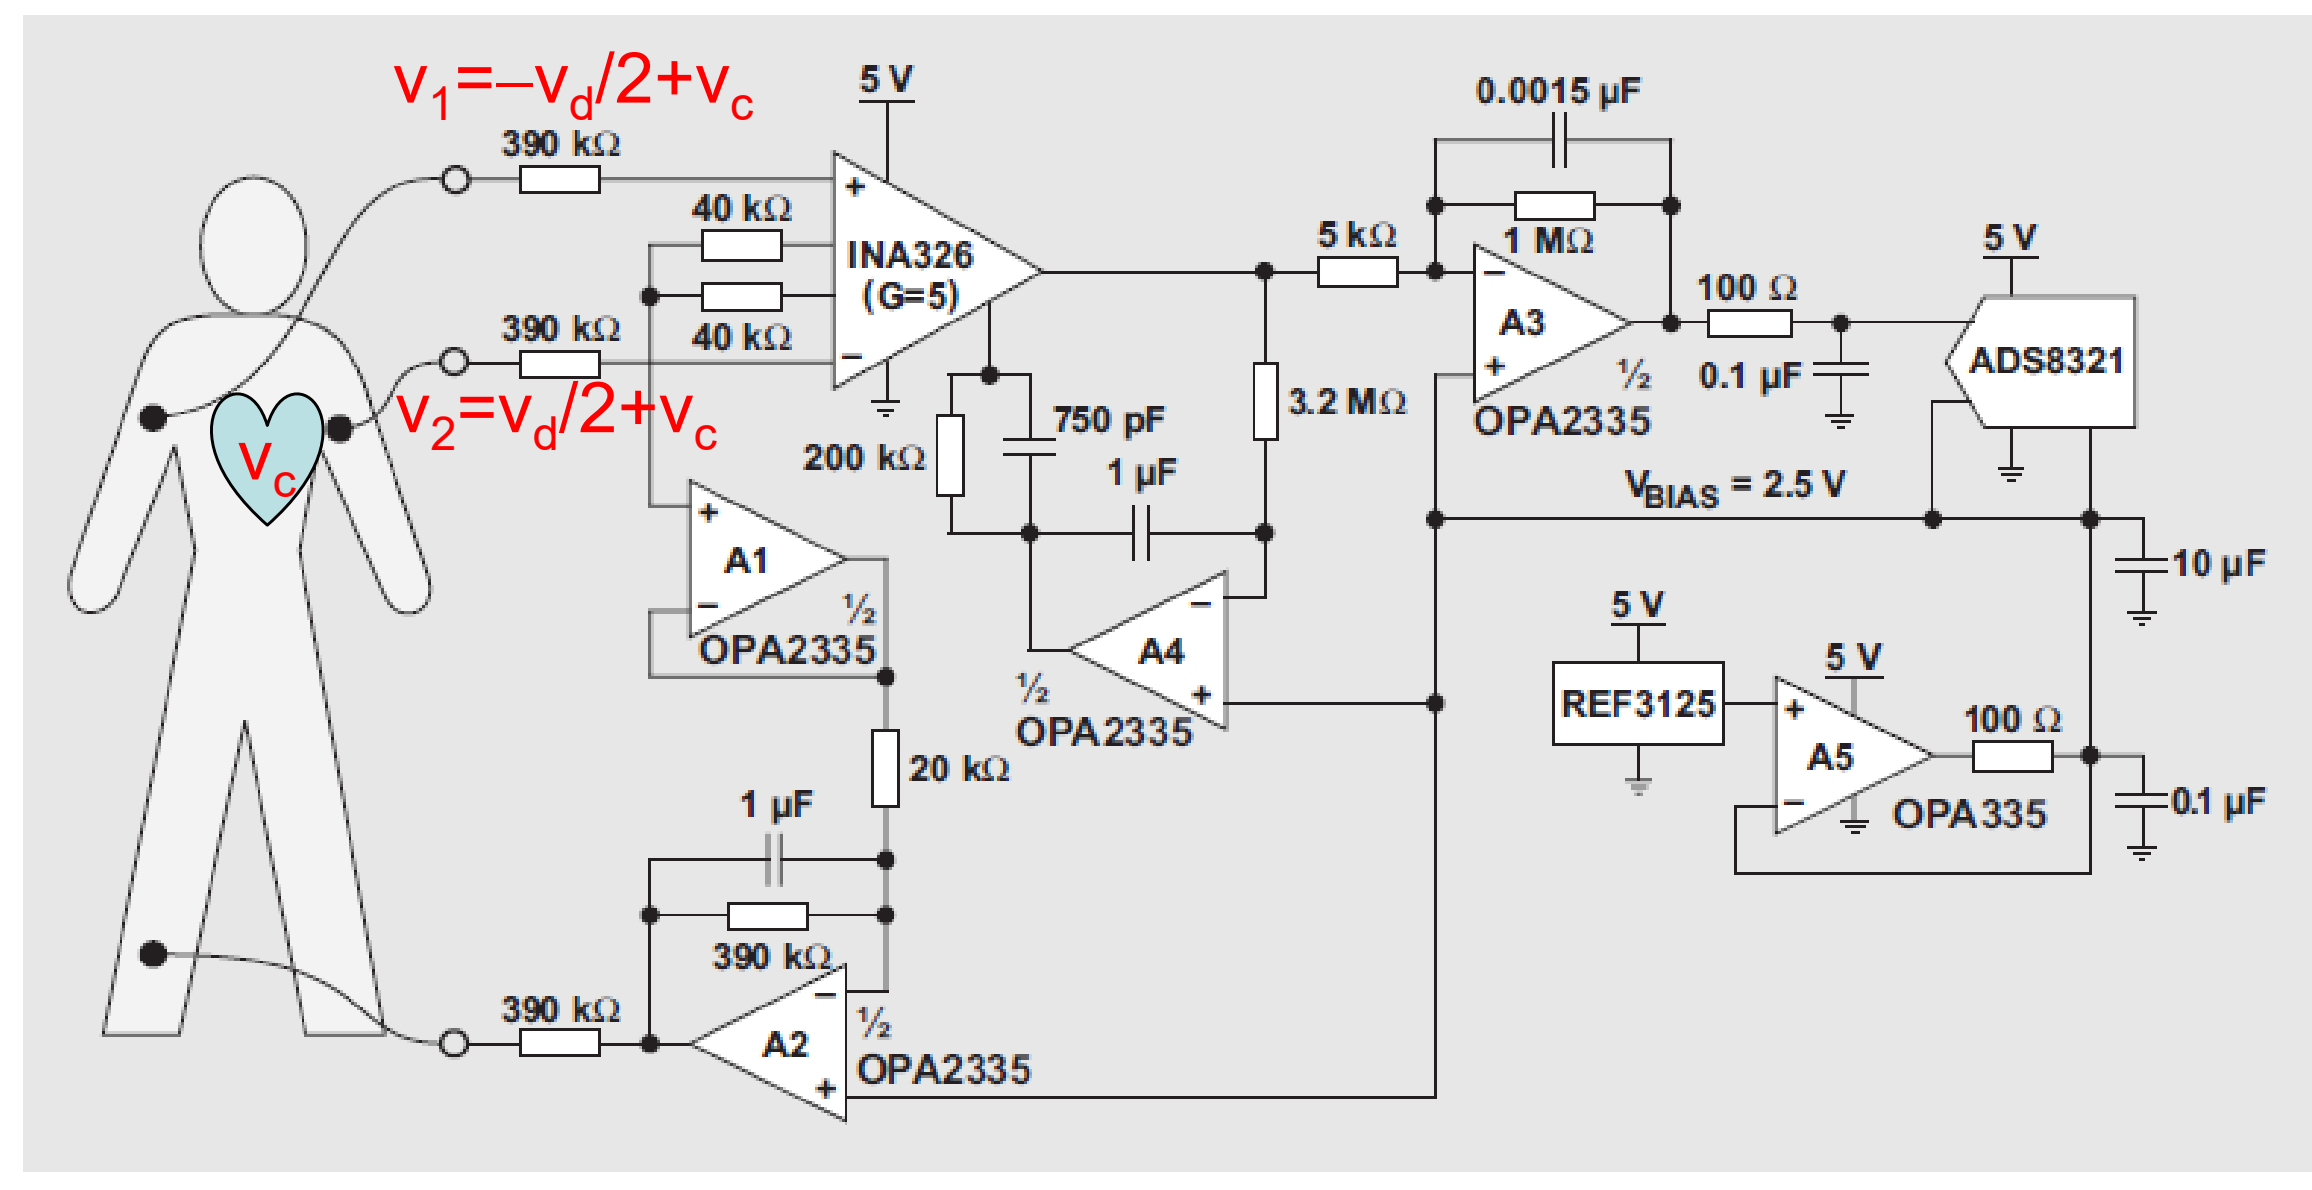 v1=–vd/2+vc
5 V
0.0015 µF
390 kΩ
+
40 kΩ
INA326
(G=5)
40 kΩ
390 kΩ
–
v2=vd/2+vc
vc
5 kΩ
1 MΩ
–
A3
+
½
OPA2335
100 Ω
0.1 µF
5 V
ADS8321
3.2 MΩ
750 pF
200 kΩ
1 µF
VBIAS = 2.5 V
10 µF
+
A1
–
½
OPA2335
–
A4
+
½
OPA2335
5 V
REF3125
5 V
+
A5
–
OPA335
100 Ω
0.1 µF
20 kΩ
1 µF
390 kΩ
390 kΩ
–
A2
+
½
OPA2335